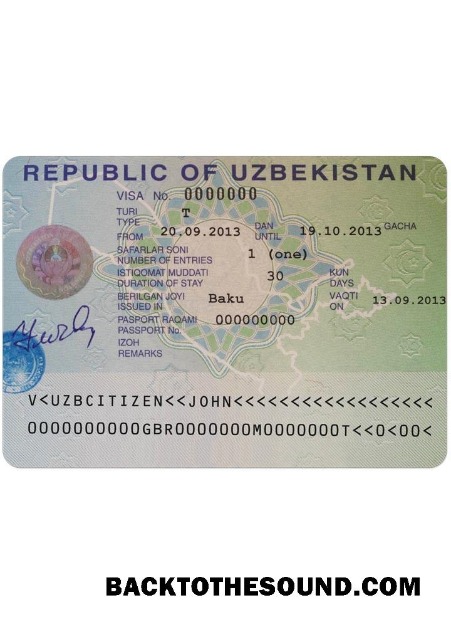 REPUBLIC OF UZBEKISTAN
VISA No. 0000000
TURI
TYPE T
FROM 20.09.2013 DAN UNTIL 19.10.2013 GACHA
SAFARLAR SONI
NUMBER OF ENTRIES 1 (one)
ISTIQOMAT MUDDATI
DURATION OF STAY 30 KUN DAYS
BERILGAN JOYI
ISSUED IN Baku VAQTI ON 13.09.2013
PASPORT RAQAMI 000000000
PASSPORT No.
IZOH
REMARKS
V<UZBCITIZEN<<JOHN<<<<<<<<<<<<<<<<<<
0000000000GBR0000000M0000000T<<0<00<
BACKTOTHESOUND.COM